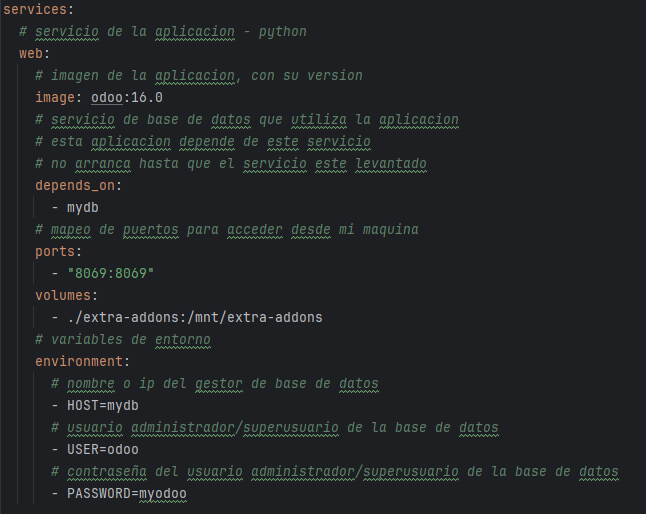 services:
# servicio de la aplicacion - python
web:
# imagen de la aplicacion, con su version
image: odoo:16.0
# servicio de base de datos que utiliza la aplicacion
# esta aplicacion depende de este servicio
# no arranca hasta que el servicio este levantado
depends_on:
- mydb
# mapeo de puertos para acceder desde mi maquina
ports:
- "8069:8069"
volumes:
- ./extra-addons:/mnt/extra-addons
# variables de entorno
environment:
# nombre o ip del gestor de base de datos
- HOST=mydb
# usuario administrador/superusuario de la base de datos
- USER=odoo
# contraseña del usuario administrador/superusuario de la base de datos
- PASSWORD=myodoo